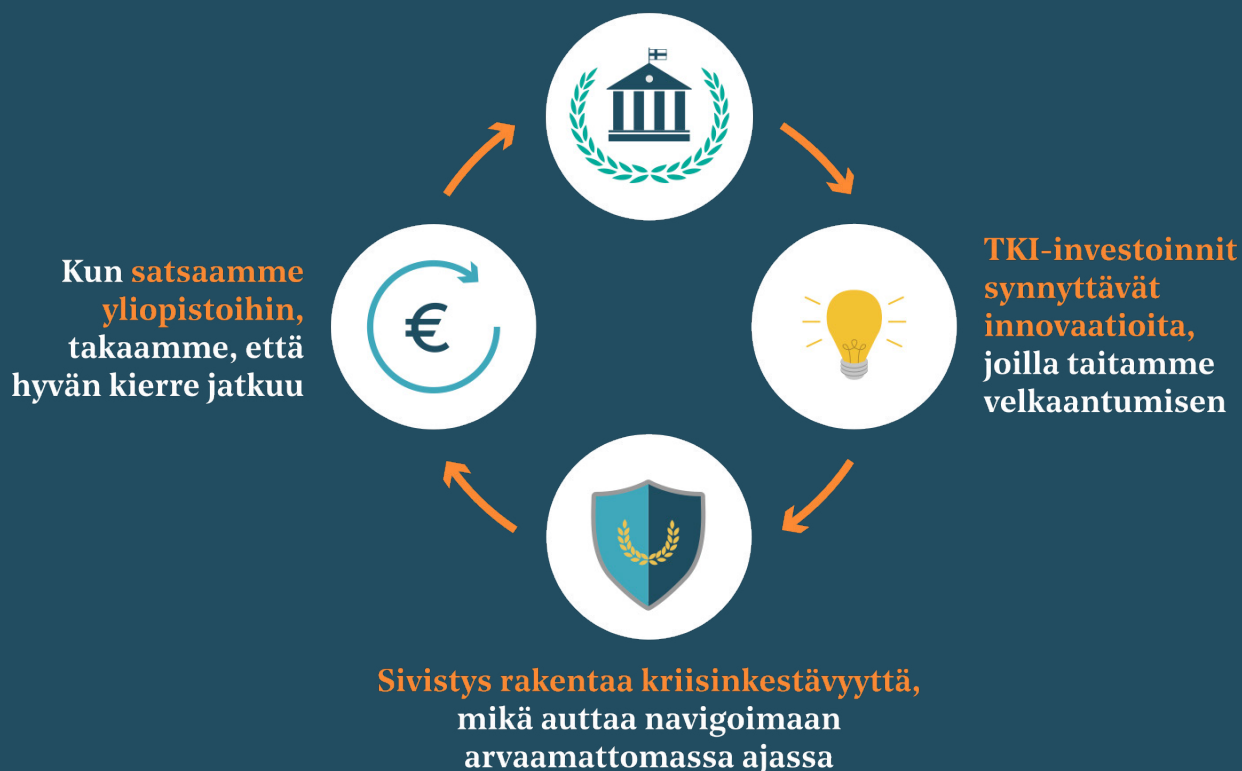 Kun satsaamme
yliopistoihin,
takaamme, että
hyvän kierre jatkuu
€
TKI-investoinnit
synnyttävät
innovaatioita,
joilla taitamme
velkaantumisen
Sivistys rakentaa kriisinkestävyyttä,
mikä auttaa navigoimaan
arvaamattomassa ajassa